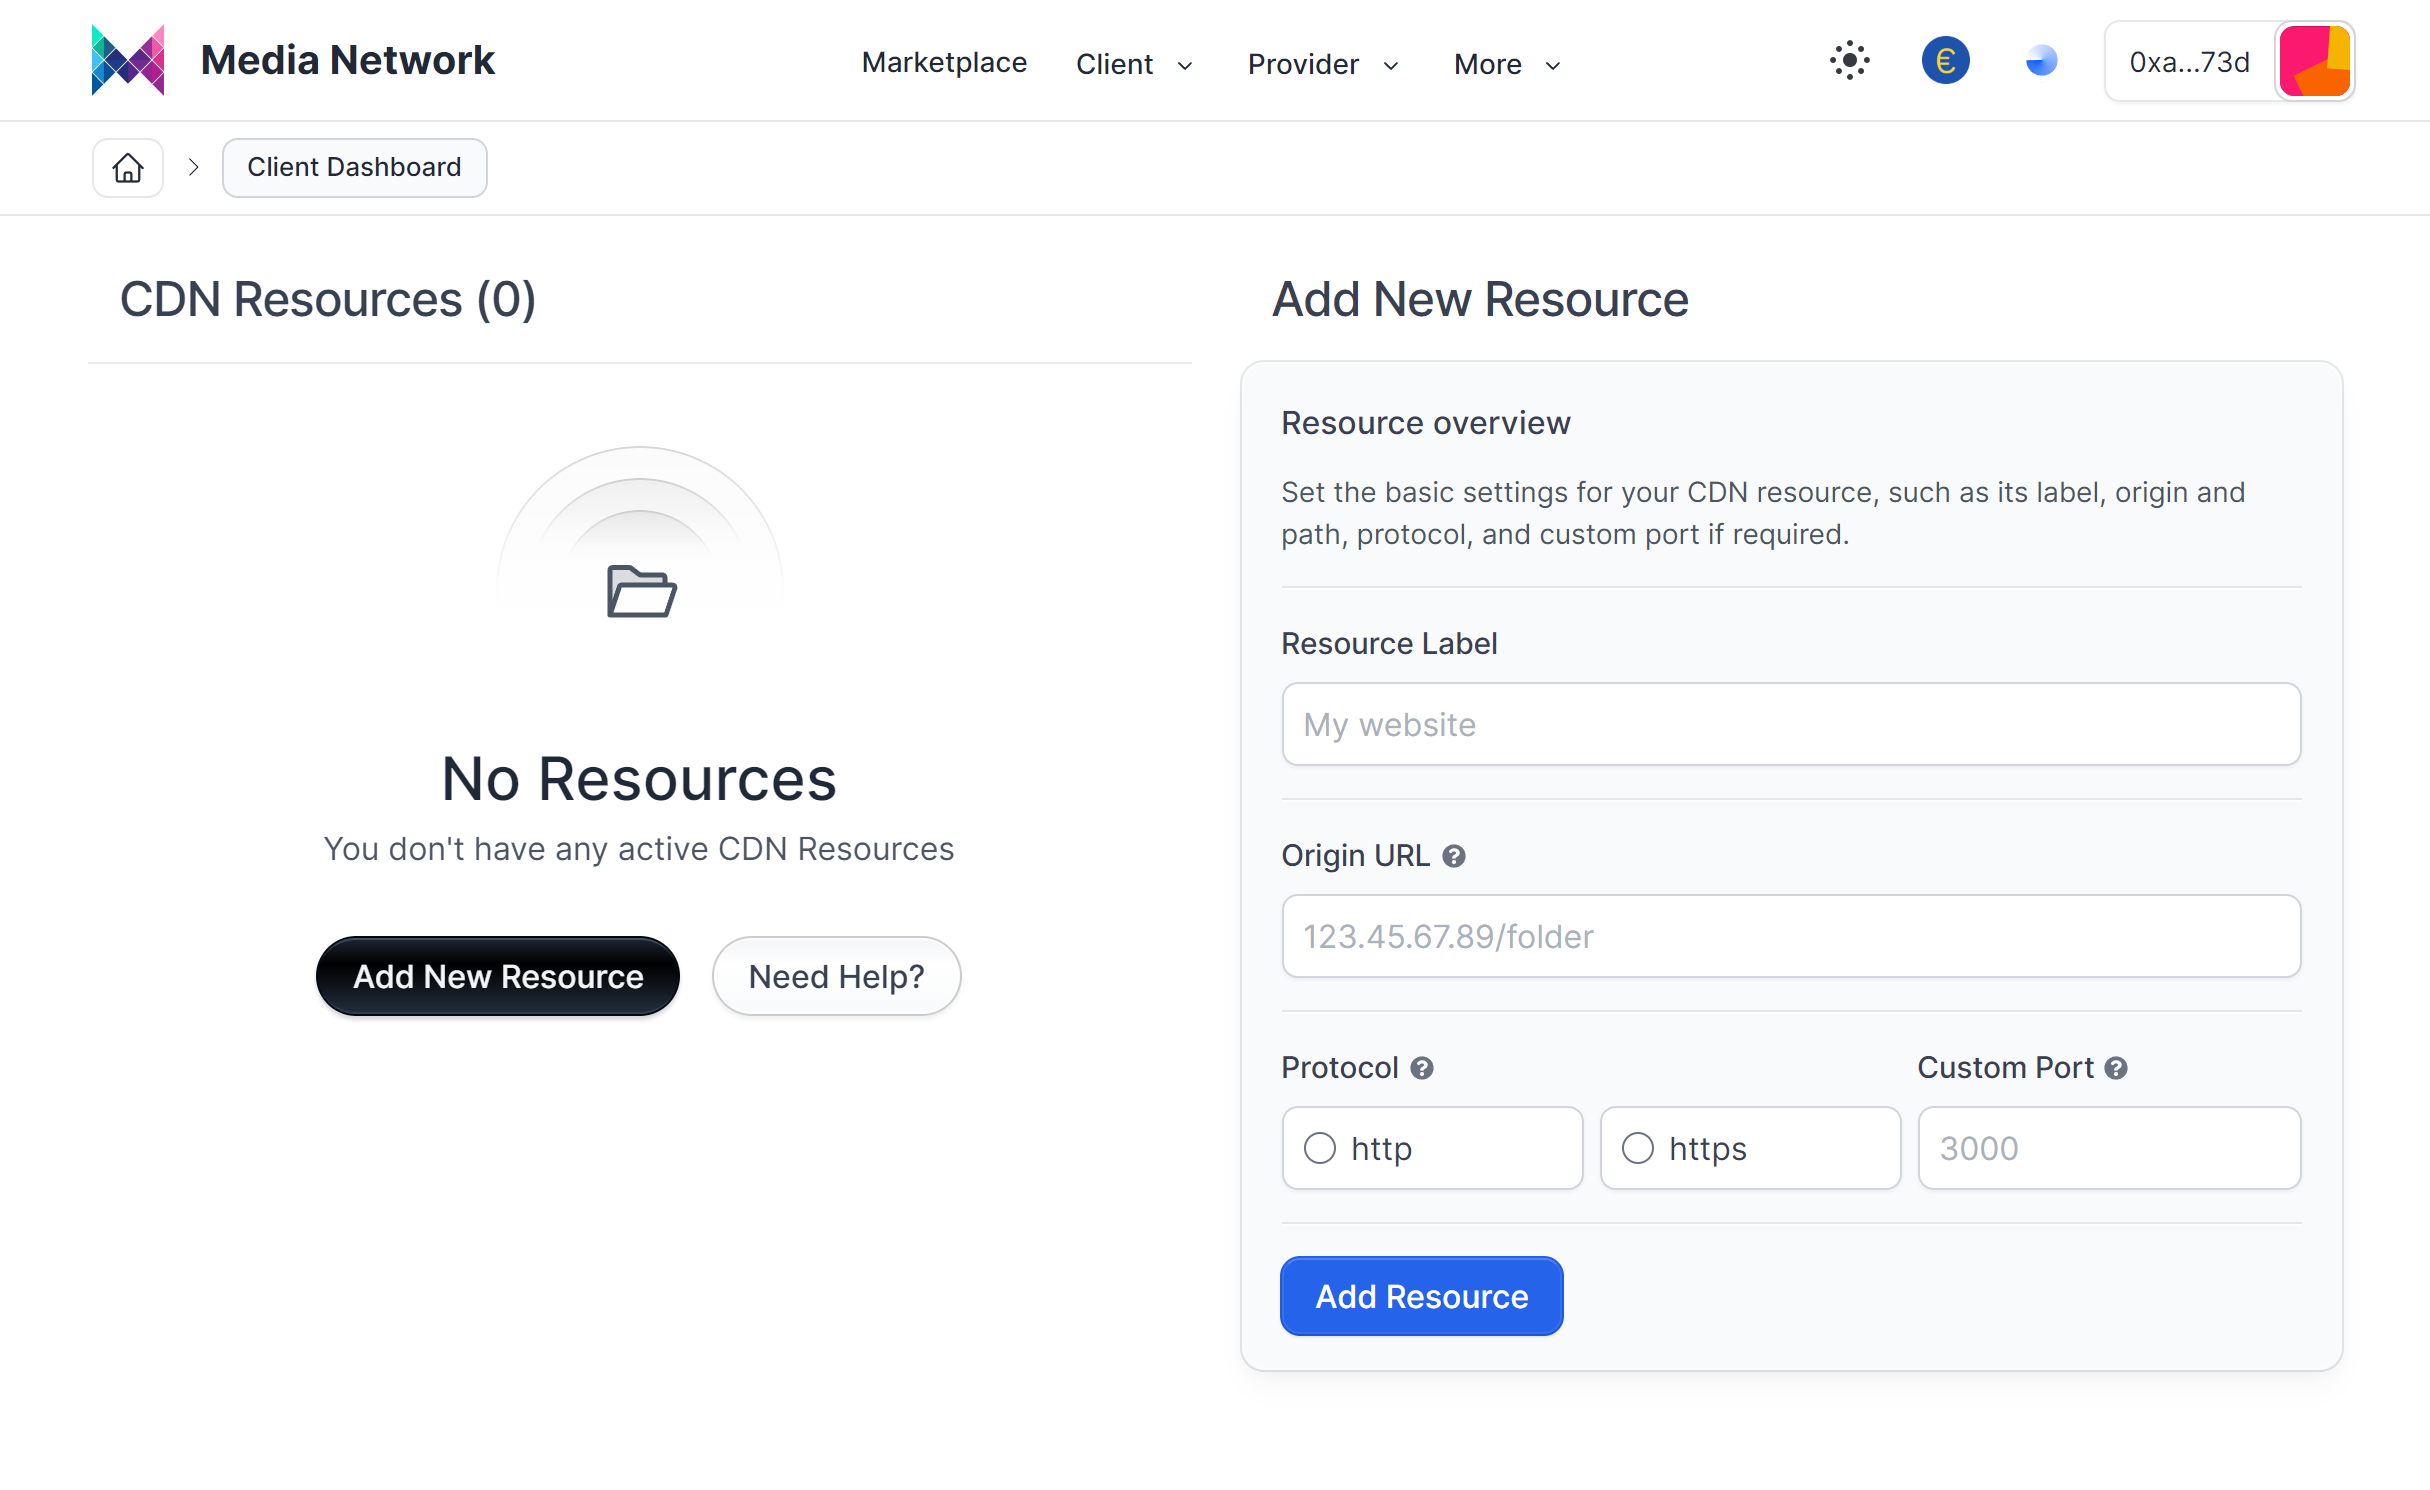 Media Network
Marketplace
Client
Provider
More
€
0xa...73d
Client Dashboard
CDN Resources (0)
No Resources
You don't have any active CDN Resources
Add New Resource
Need Help?
Add New Resource
Resource overview
Set the basic settings for your CDN resource, such as its label, origin and
path, protocol, and custom port if required.
Resource Label
My website
Origin URL ?
123.45.67.89/folder
Protocol ?
Custom Port ?
http
https
3000
Add Resource